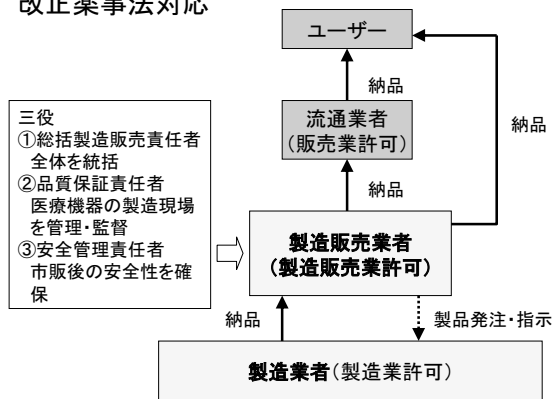 改正薬事法対応
ユーザー
納品
流通業者
(販売業許可)
納品
納品
三役
①総括製造販売責任者
全体を統括
②品質保証責任者
医療機器の製造現場
を管理・監督
③安全管理責任者
市販後の安全性を確
保
製造販売業者
(製造販売業許可)
納品
製品発注・指示
製造業者(製造業許可)